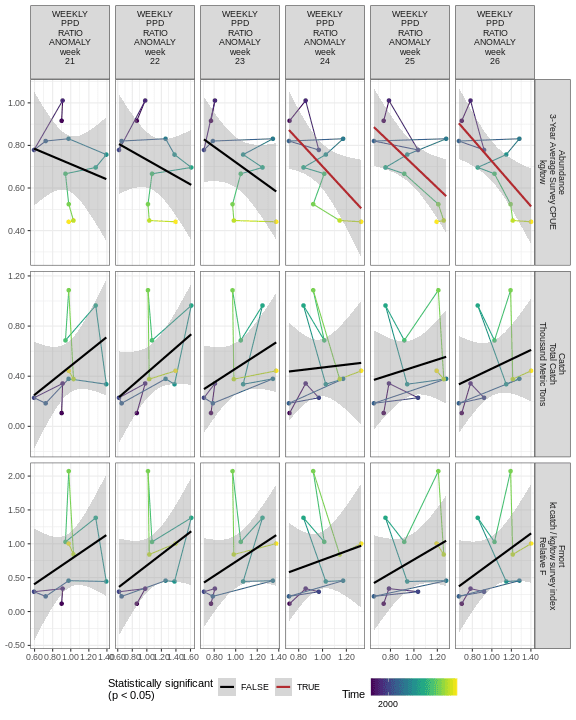 WEEKLY PPD RATIO ANOMALY week 21
WEEKLY PPD RATIO ANOMALY week 22
WEEKLY PPD RATIO ANOMALY week 23
WEEKLY PPD RATIO ANOMALY week 24
WEEKLY PPD RATIO ANOMALY week 25
WEEKLY PPD RATIO ANOMALY week 26
1.00
0.80
0.60
0.40
Abundance
3-Year Average Survey CPUE
kg/tow
1.20
0.80
0.40
0.00
Catch
Total Catch
Thousand Metric Tons
2.00
1.50
1.00
0.50
0.00
-0.50
Fmort
kt catch / kg/tow survey index
Relative F
0.60 0.80 1.00 1.20 1.40
0.60 0.80 1.00 1.20 1.40 1.60
0.80 1.00 1.20 1.40
0.80 1.00 1.20
0.80 1.00 1.20
0.80 1.00 1.20 1.40
Statistically significant
(p < 0.05)
FALSE
TRUE
Time
2000